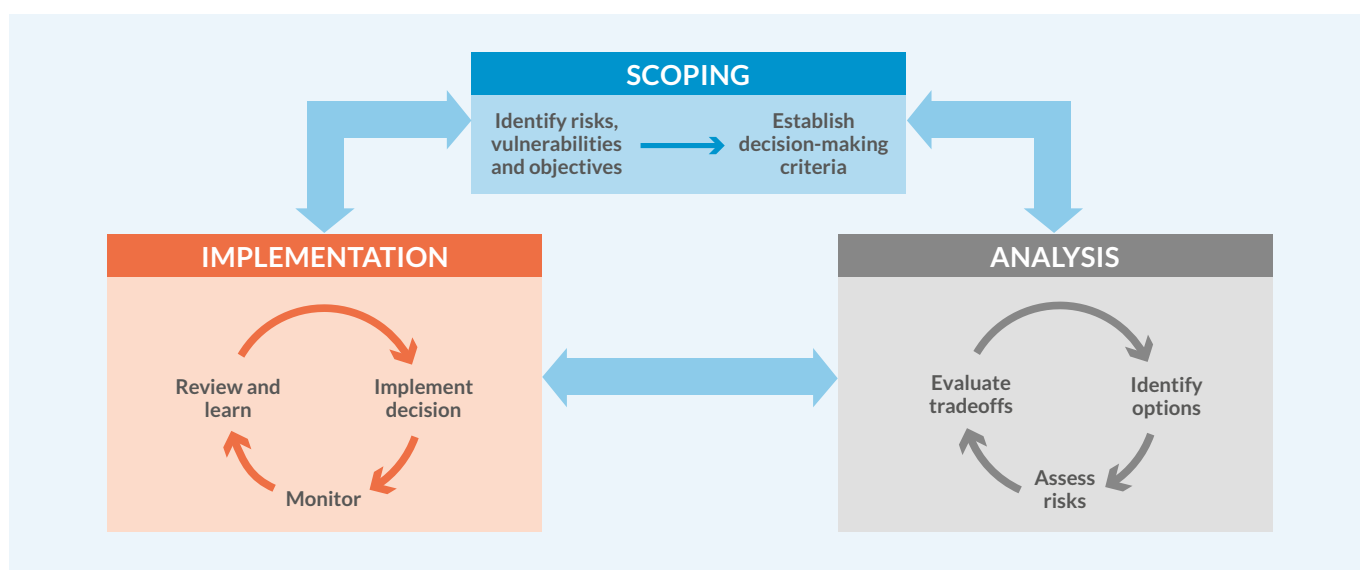 SCOPING
Identify risks,
vulnerabilities
and objectives
Establish
decision-making
criteria
IMPLEMENTATION
Review and
learn
Implement
decision
Monitor
ANALYSIS
Evaluate
tradeoffs
Identify
options
Assess
risks